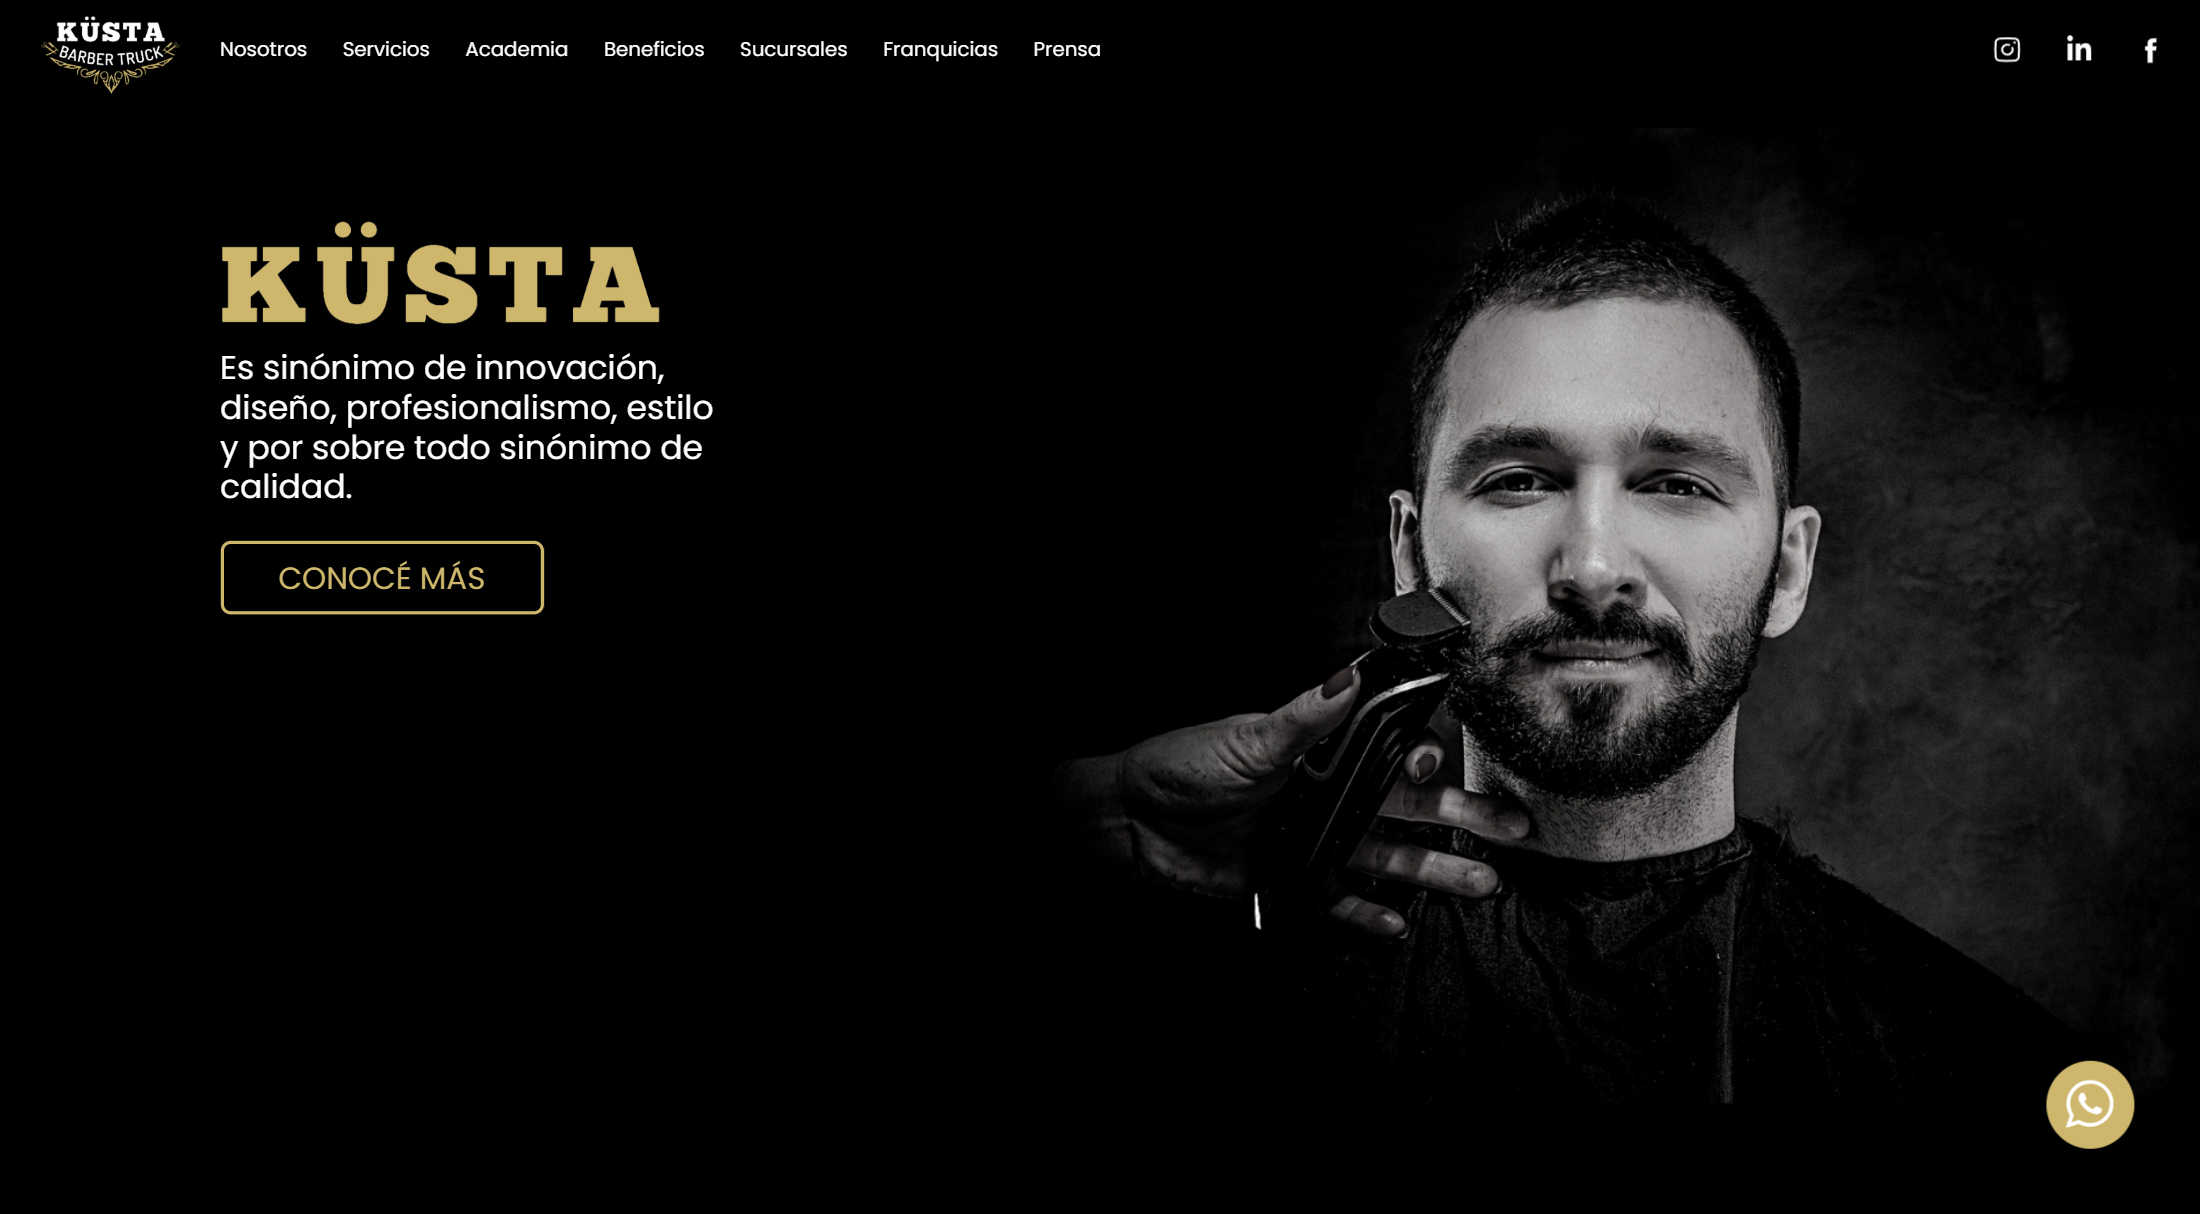 KÜSTA
BARBER TRUCK
Nosotros Servicios Academia Beneficios Sucursales Franquicias Prensa
KÜSTA
Es sinónimo de innovación,
diseño, profesionalismo, estilo
y por sobre todo sinónimo de
calidad.
CONOCÉ MÁS